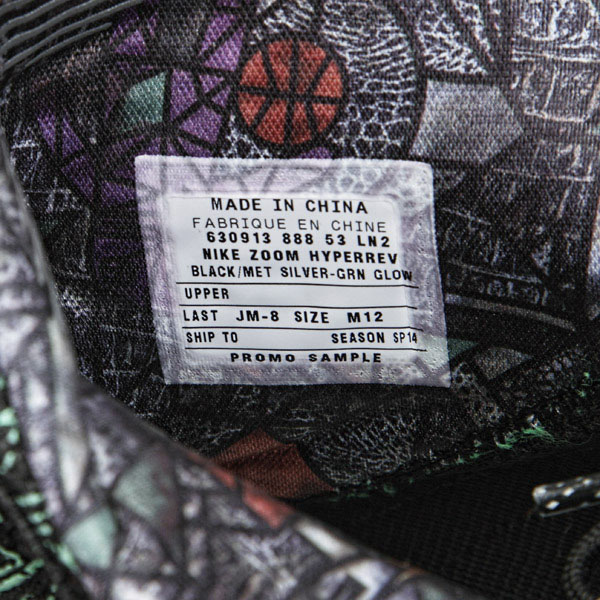 MADE IN CHINA
FABRIQUE EN CHINE
630913 888 53 LN2
NIKE ZOOM HYPERREV
BLACK/MET SILVER-GRN GLOW
UPPER
LAST JM-8 SIZE M12
SHIP TO SEASON SP14
PROMO SAMPLE